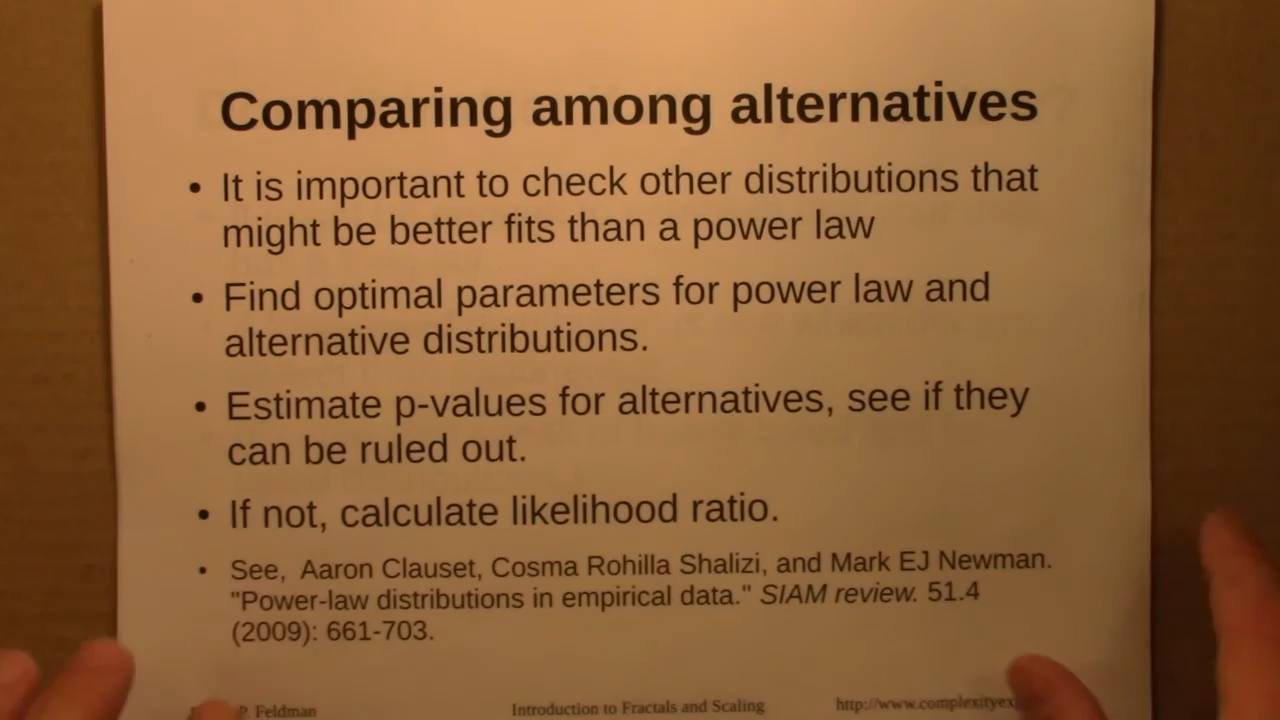 Comparing among alternatives
• It is important to check other distributions that
might be better fits than a power law
• Find optimal parameters for power law and
alternative distributions.
• Estimate p-values for alternatives, see if they
can be ruled out.
• If not, calculate likelihood ratio.
• See, Aaron Clauset, Cosma Rohilla Shalizi, and Mark EJ Newman.
"Power-law distributions in empirical data." SIAM review. 51.4
(2009): 661-703.
P. Feldman
Introduction to Fractals and Scaling